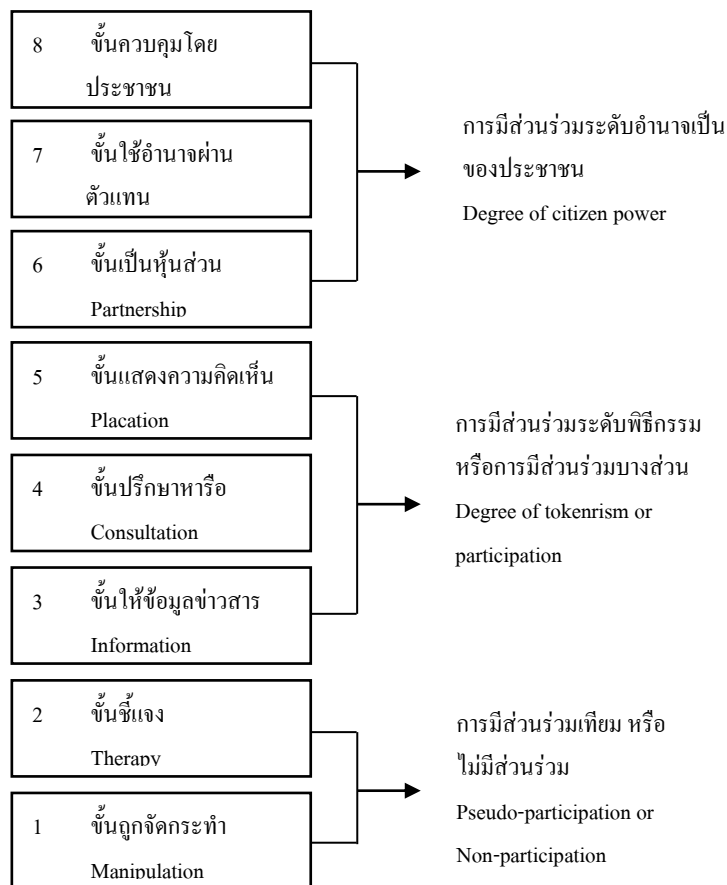 8 ขั้นควบคุมโดย
ประชาชน
7 ขั้นใช้อำนาจผ่าน
ตัวแทน
6 ขั้นเป็นหุ้นส่วน
Partnership
การมีส่วนร่วมระดับอำนาจเป็น
ของประชาชน
Degree of citizen power
5 ขั้นแสดงความคิดเห็น
Placation
4 ขั้นปรึกษาหารือ
Consultation
3 ขั้นให้ข้อมูลข่าวสาร
Information
การมีส่วนร่วมระดับพิธีกรรม
หรือการมีส่วนร่วมบางส่วน
Degree of tokenrism or
participation
2 ขั้นชี้แจง
Therapy
1 ขั้นถูกจัดกระทำ
Manipulation
การมีส่วนร่วมเทียม หรือ
ไม่มีส่วนร่วม
Pseudo-participation or
Non-participation